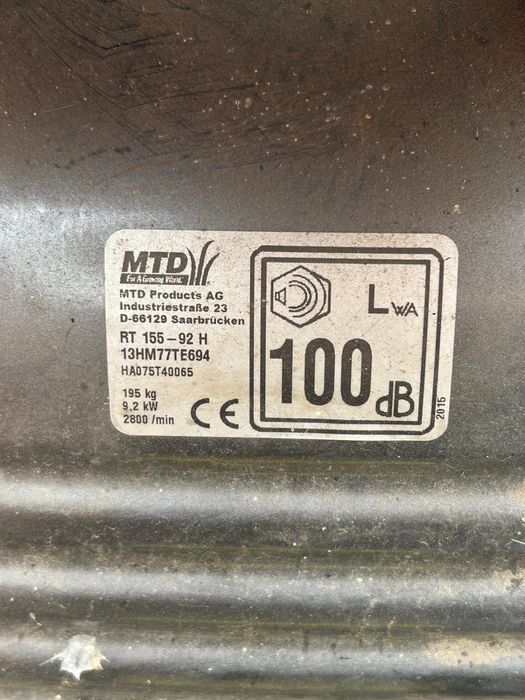 MTD
For A Growing World.
MTD Products AG
Industriestraße 23
D-66129 Saarbrücken
RT 155-92 H
13HM77TE694
HA075T40065
195 kg
9,2 kW
2800 /min
CE
LWA
100 dB
2015